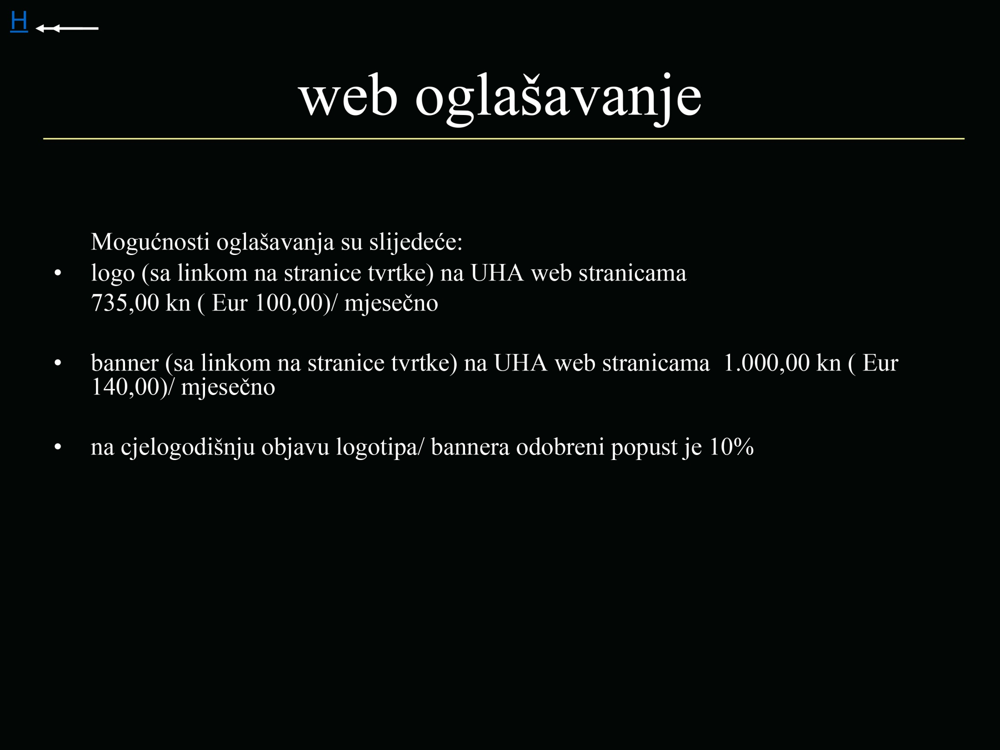 H
web oglašavanje
Mogućnosti oglašavanja su slijedeće:
• logo (sa linkom na stranice tvrtke) na UHA web stranicama
735,00 kn ( Eur 100,00)/ mjesečno
• banner (sa linkom na stranice tvrtke) na UHA web stranicama  1.000,00 kn ( Eur
140,00)/ mjesečno
• na cjelogodišnju objavu logotipa/ bannera odobreni popust je 10%